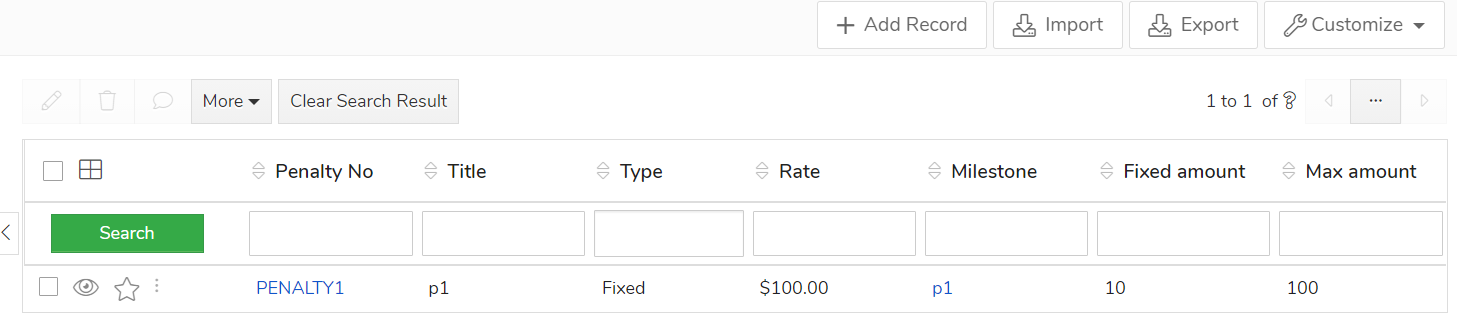 Add Record Import Export Customize
More Clear Search Result 1 to 1 of ?
Penalty No Title Type Rate Milestone Fixed amount Max amount
Search
PENALTY1 p1 Fixed $100.00 p1 10 100